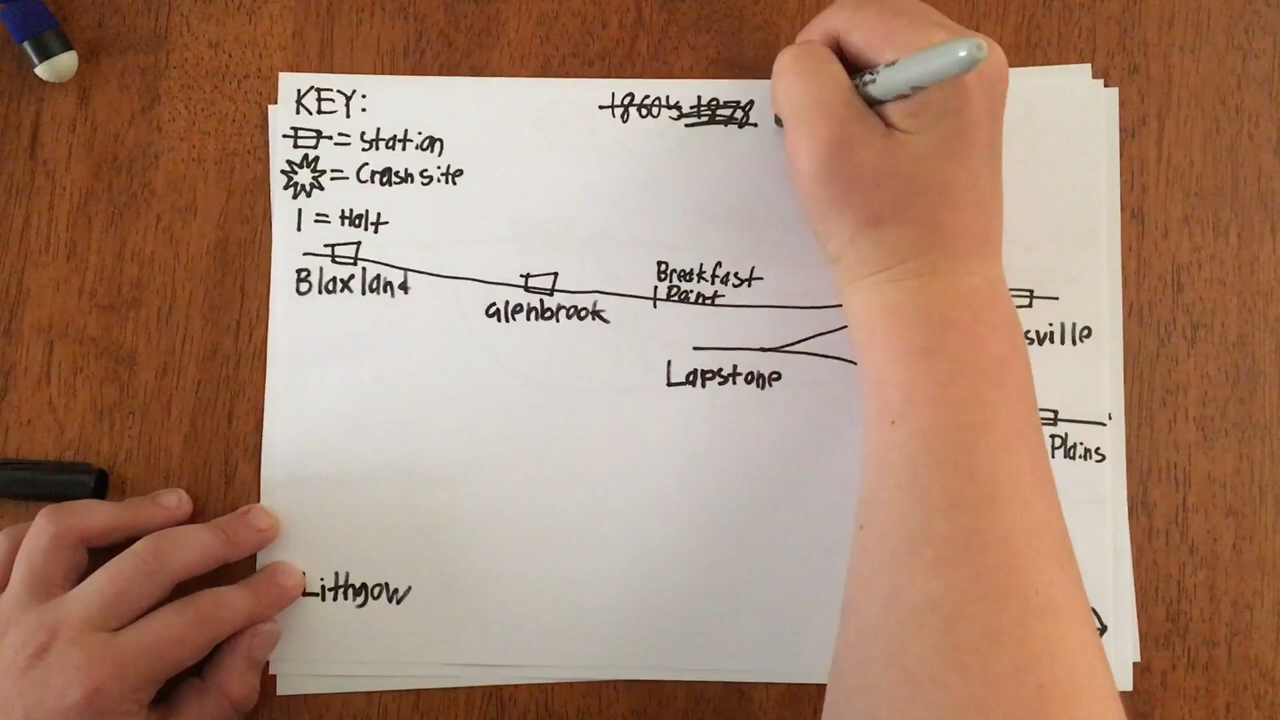 KEY:
= Station
= Crash site
1860's 1878
| = Halt
Blaxland
Glenbrook
Breakfast
Point
sville
Lapstone
Plains
Lithgow